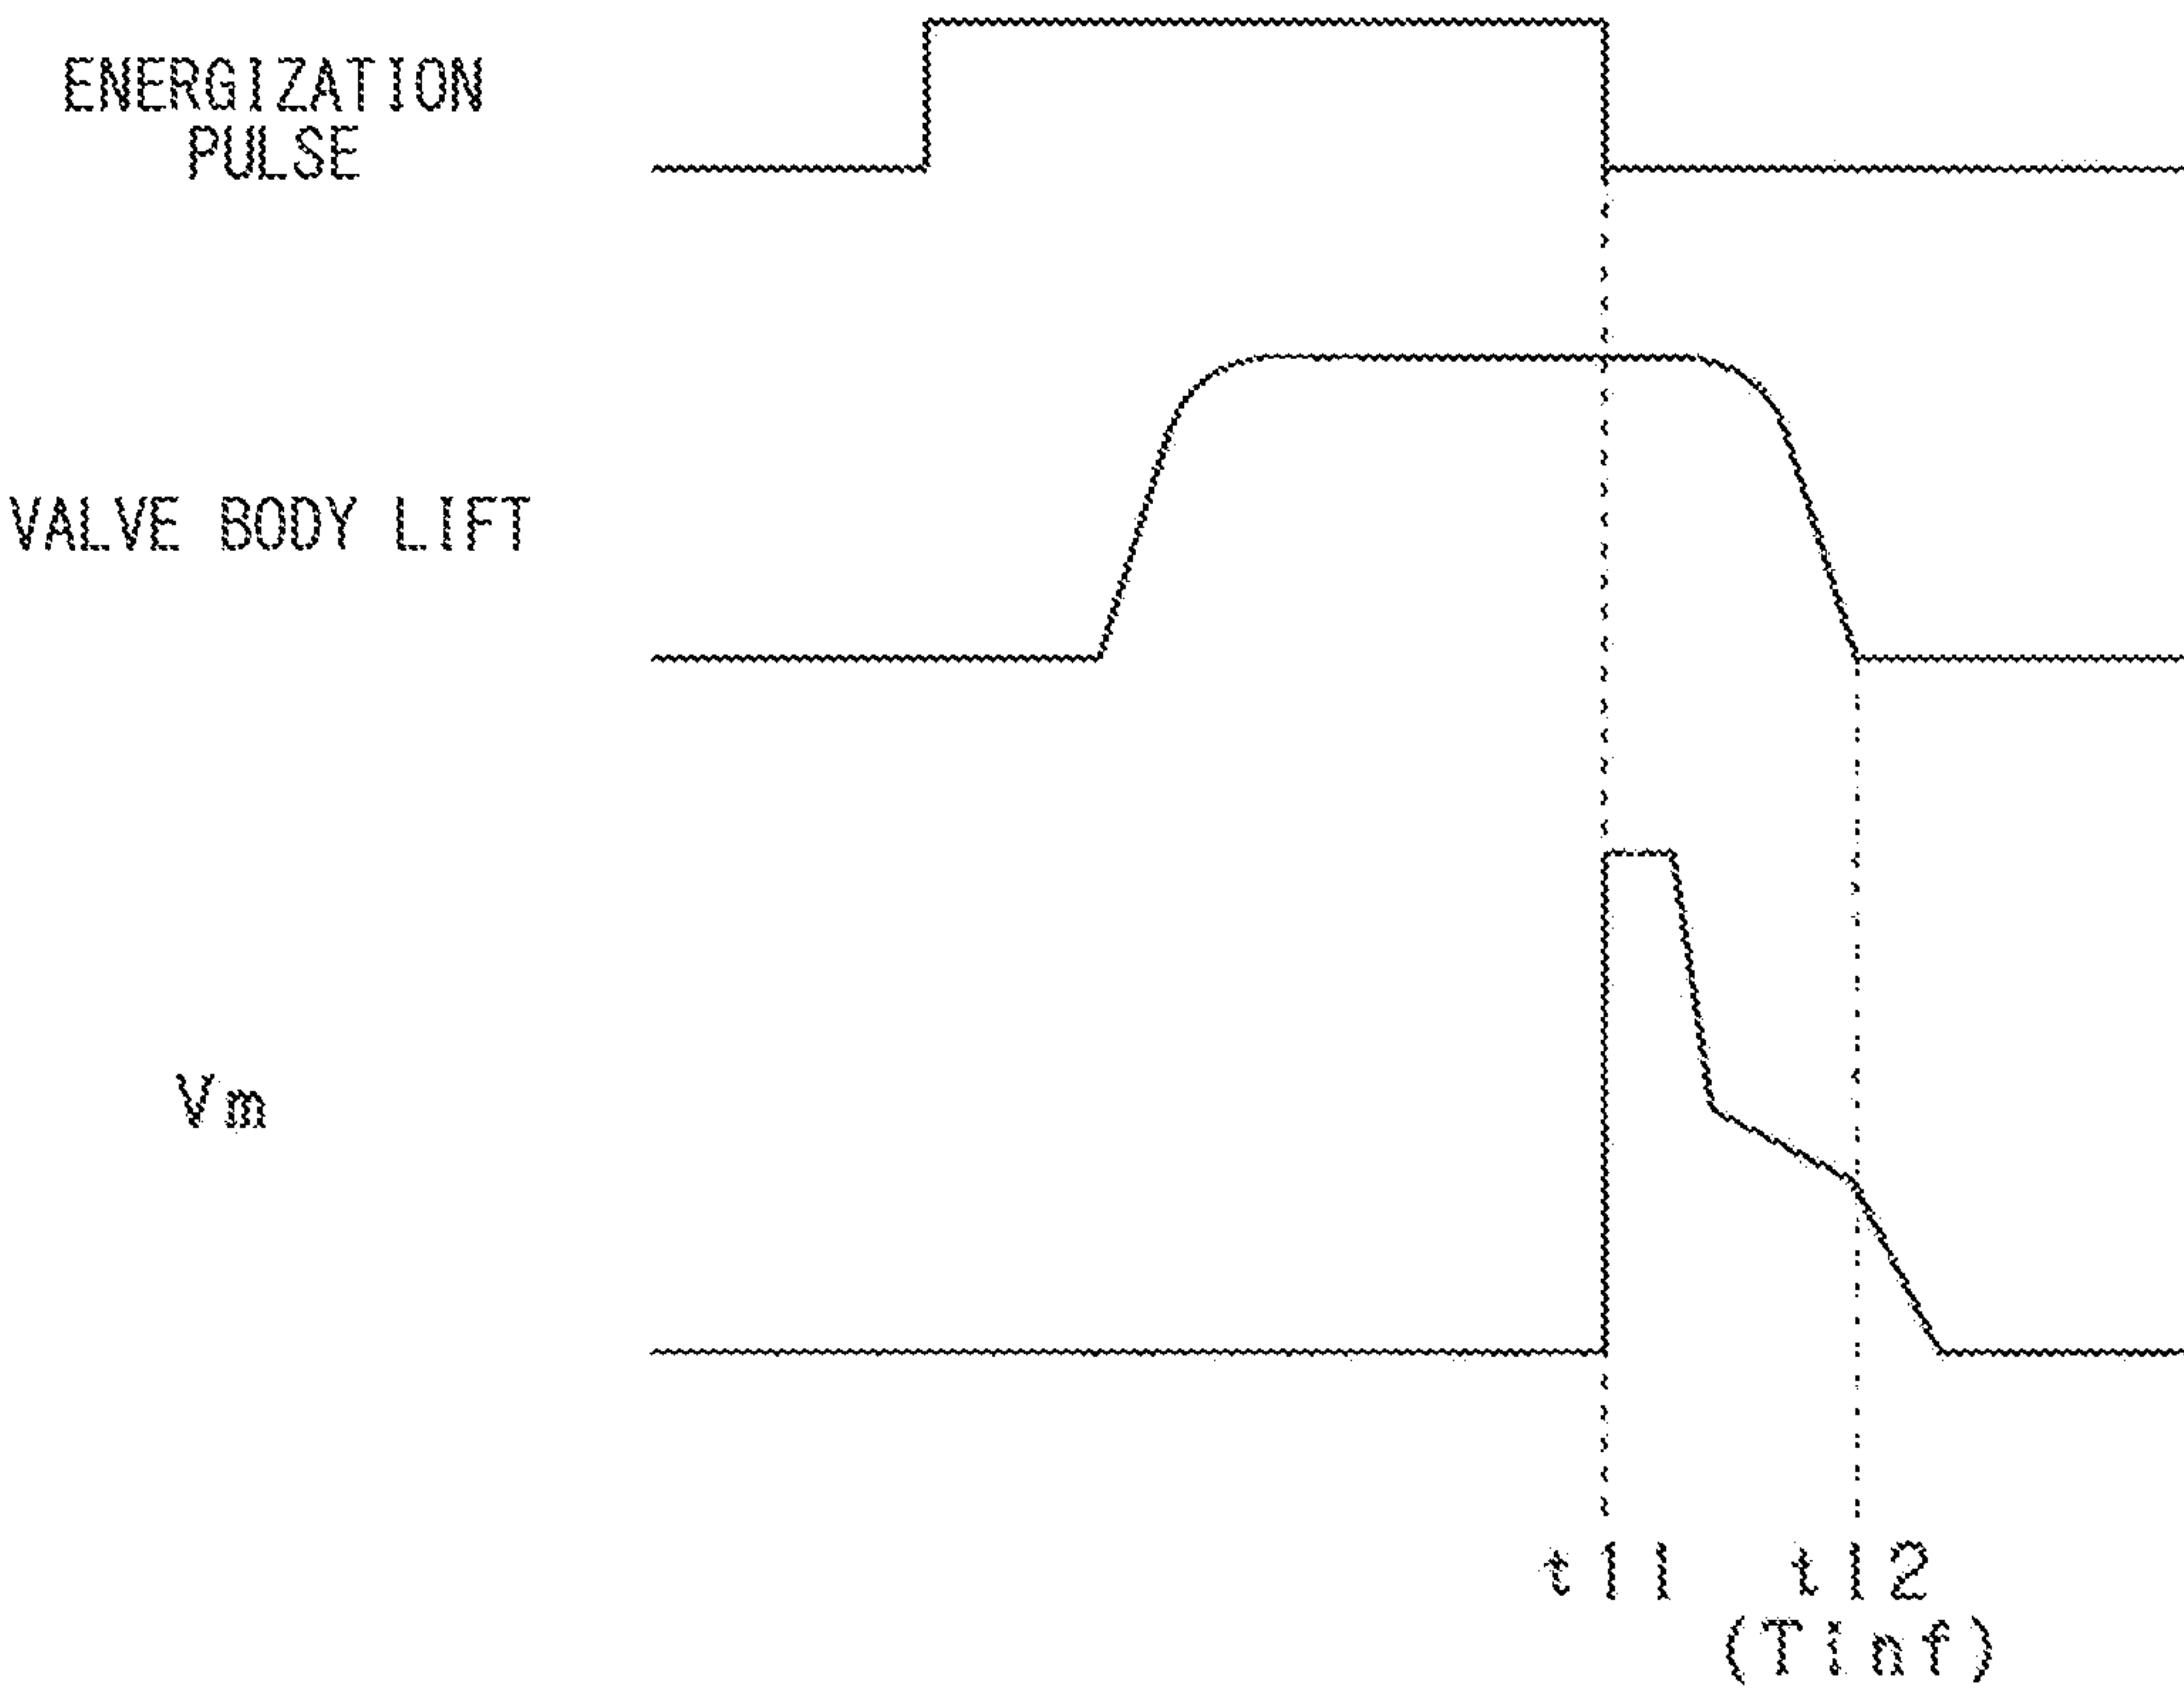 ENERGIZATION
PULSE
VALVE BODY LIFT
Vm
t11 t12
(Tinf)